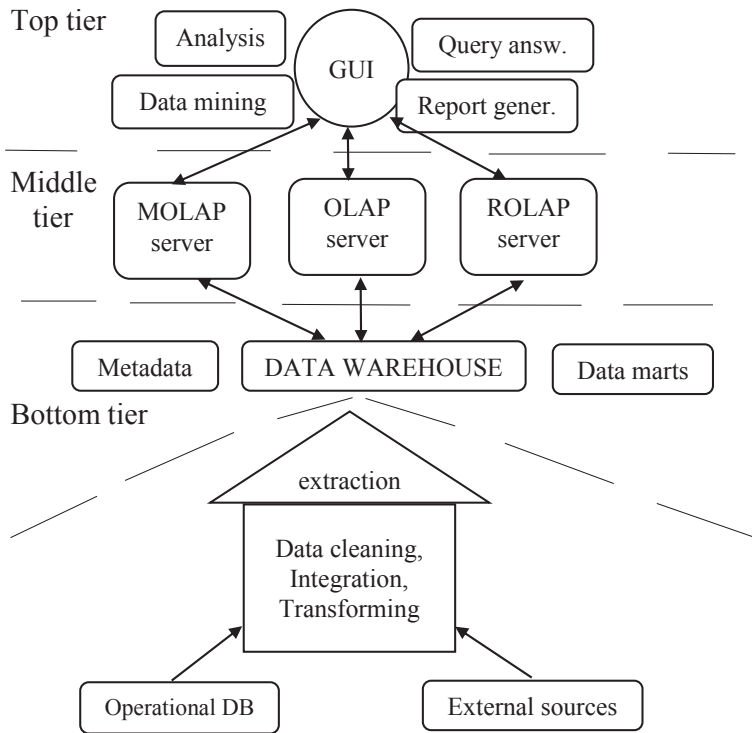 Top tier
Analysis
GUI
Query answ.
Data mining
Report gener.
Middle
tier
MOLAP
server
OLAP
server
ROLAP
server
Metadata
DATA WAREHOUSE
Data marts
Bottom tier
extraction
Data cleaning,
Integration,
Transforming
Operational DB
External sources